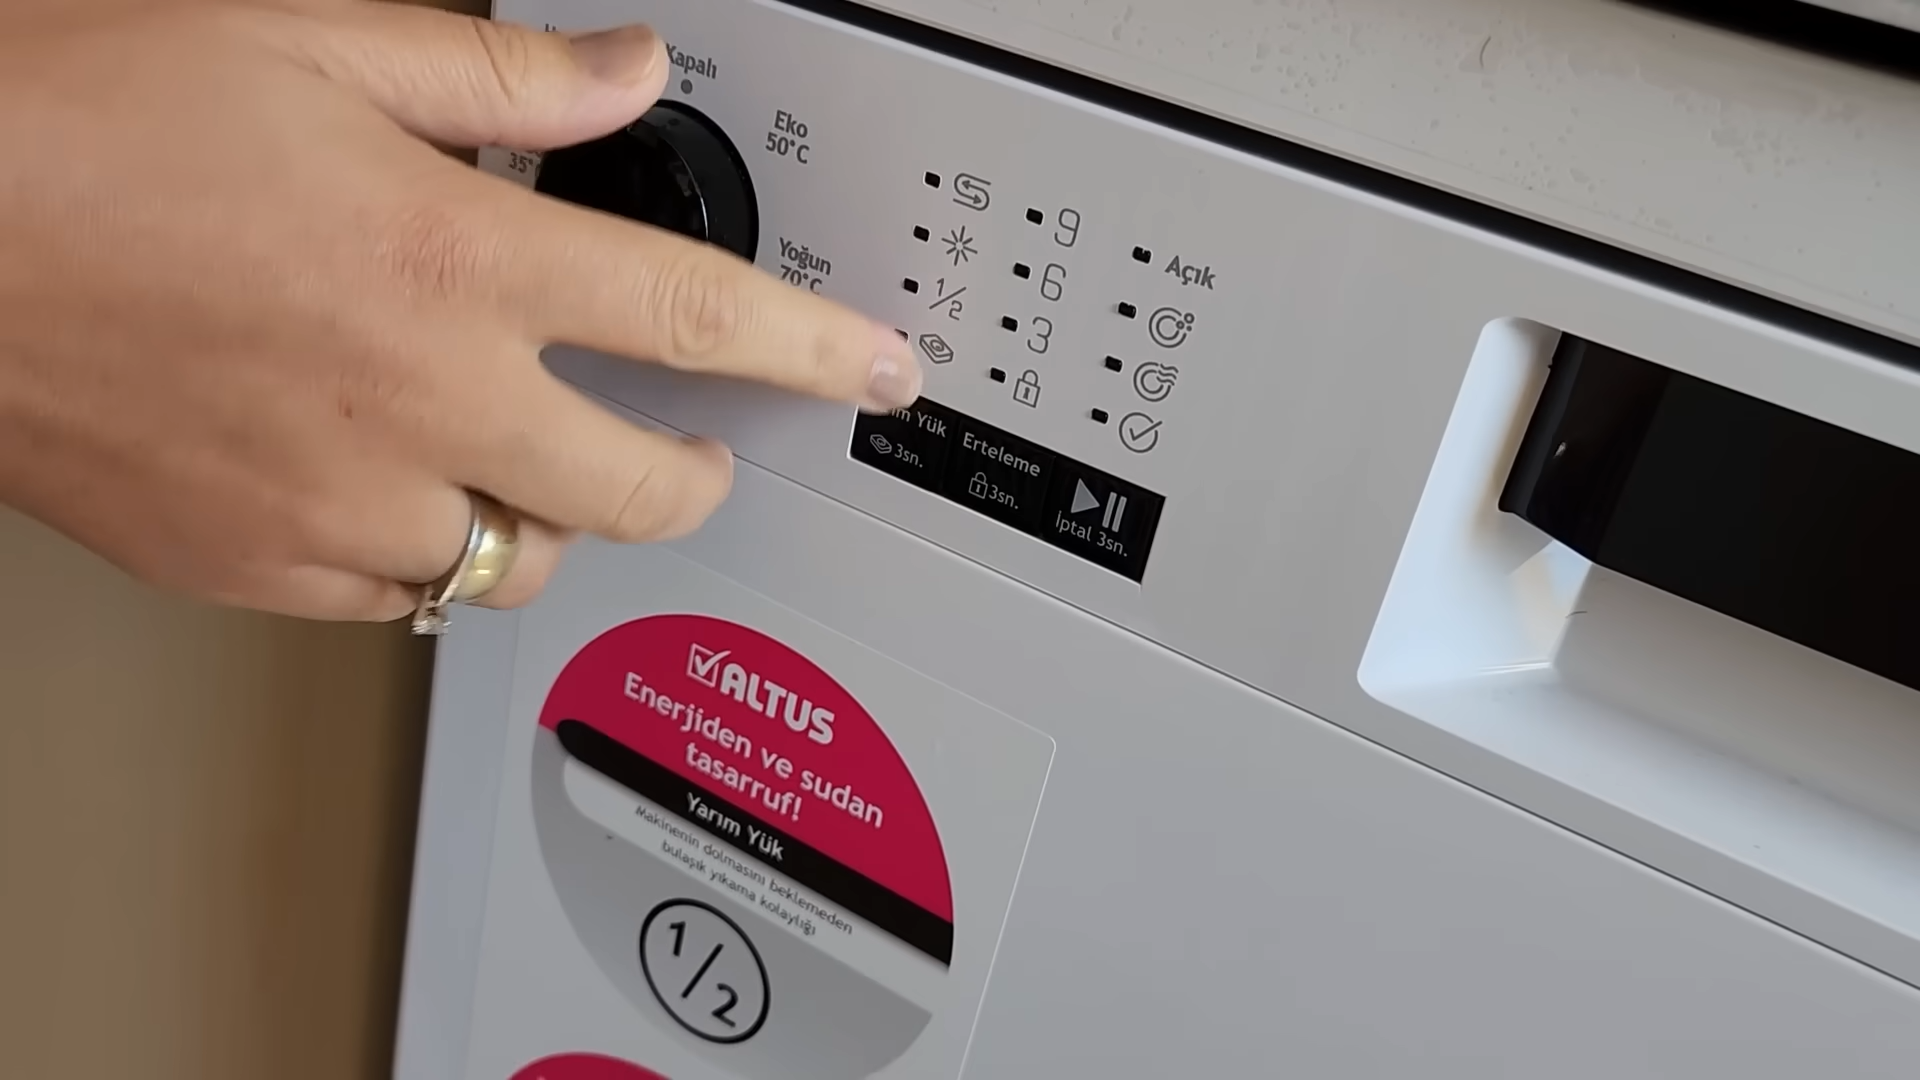 Kapalı
Eko
50°C
35°C
Yoğun
70°C
9
6
1/2
3
Açık
Yük
3sn.
Erteleme
3sn.
İptal 3sn.
ALTUS
Enerjiden ve sudan
tasarruf!
Yarım Yük
Makinenin dolmasını beklemeden
bulaşık yıkama kolaylığı
1/2